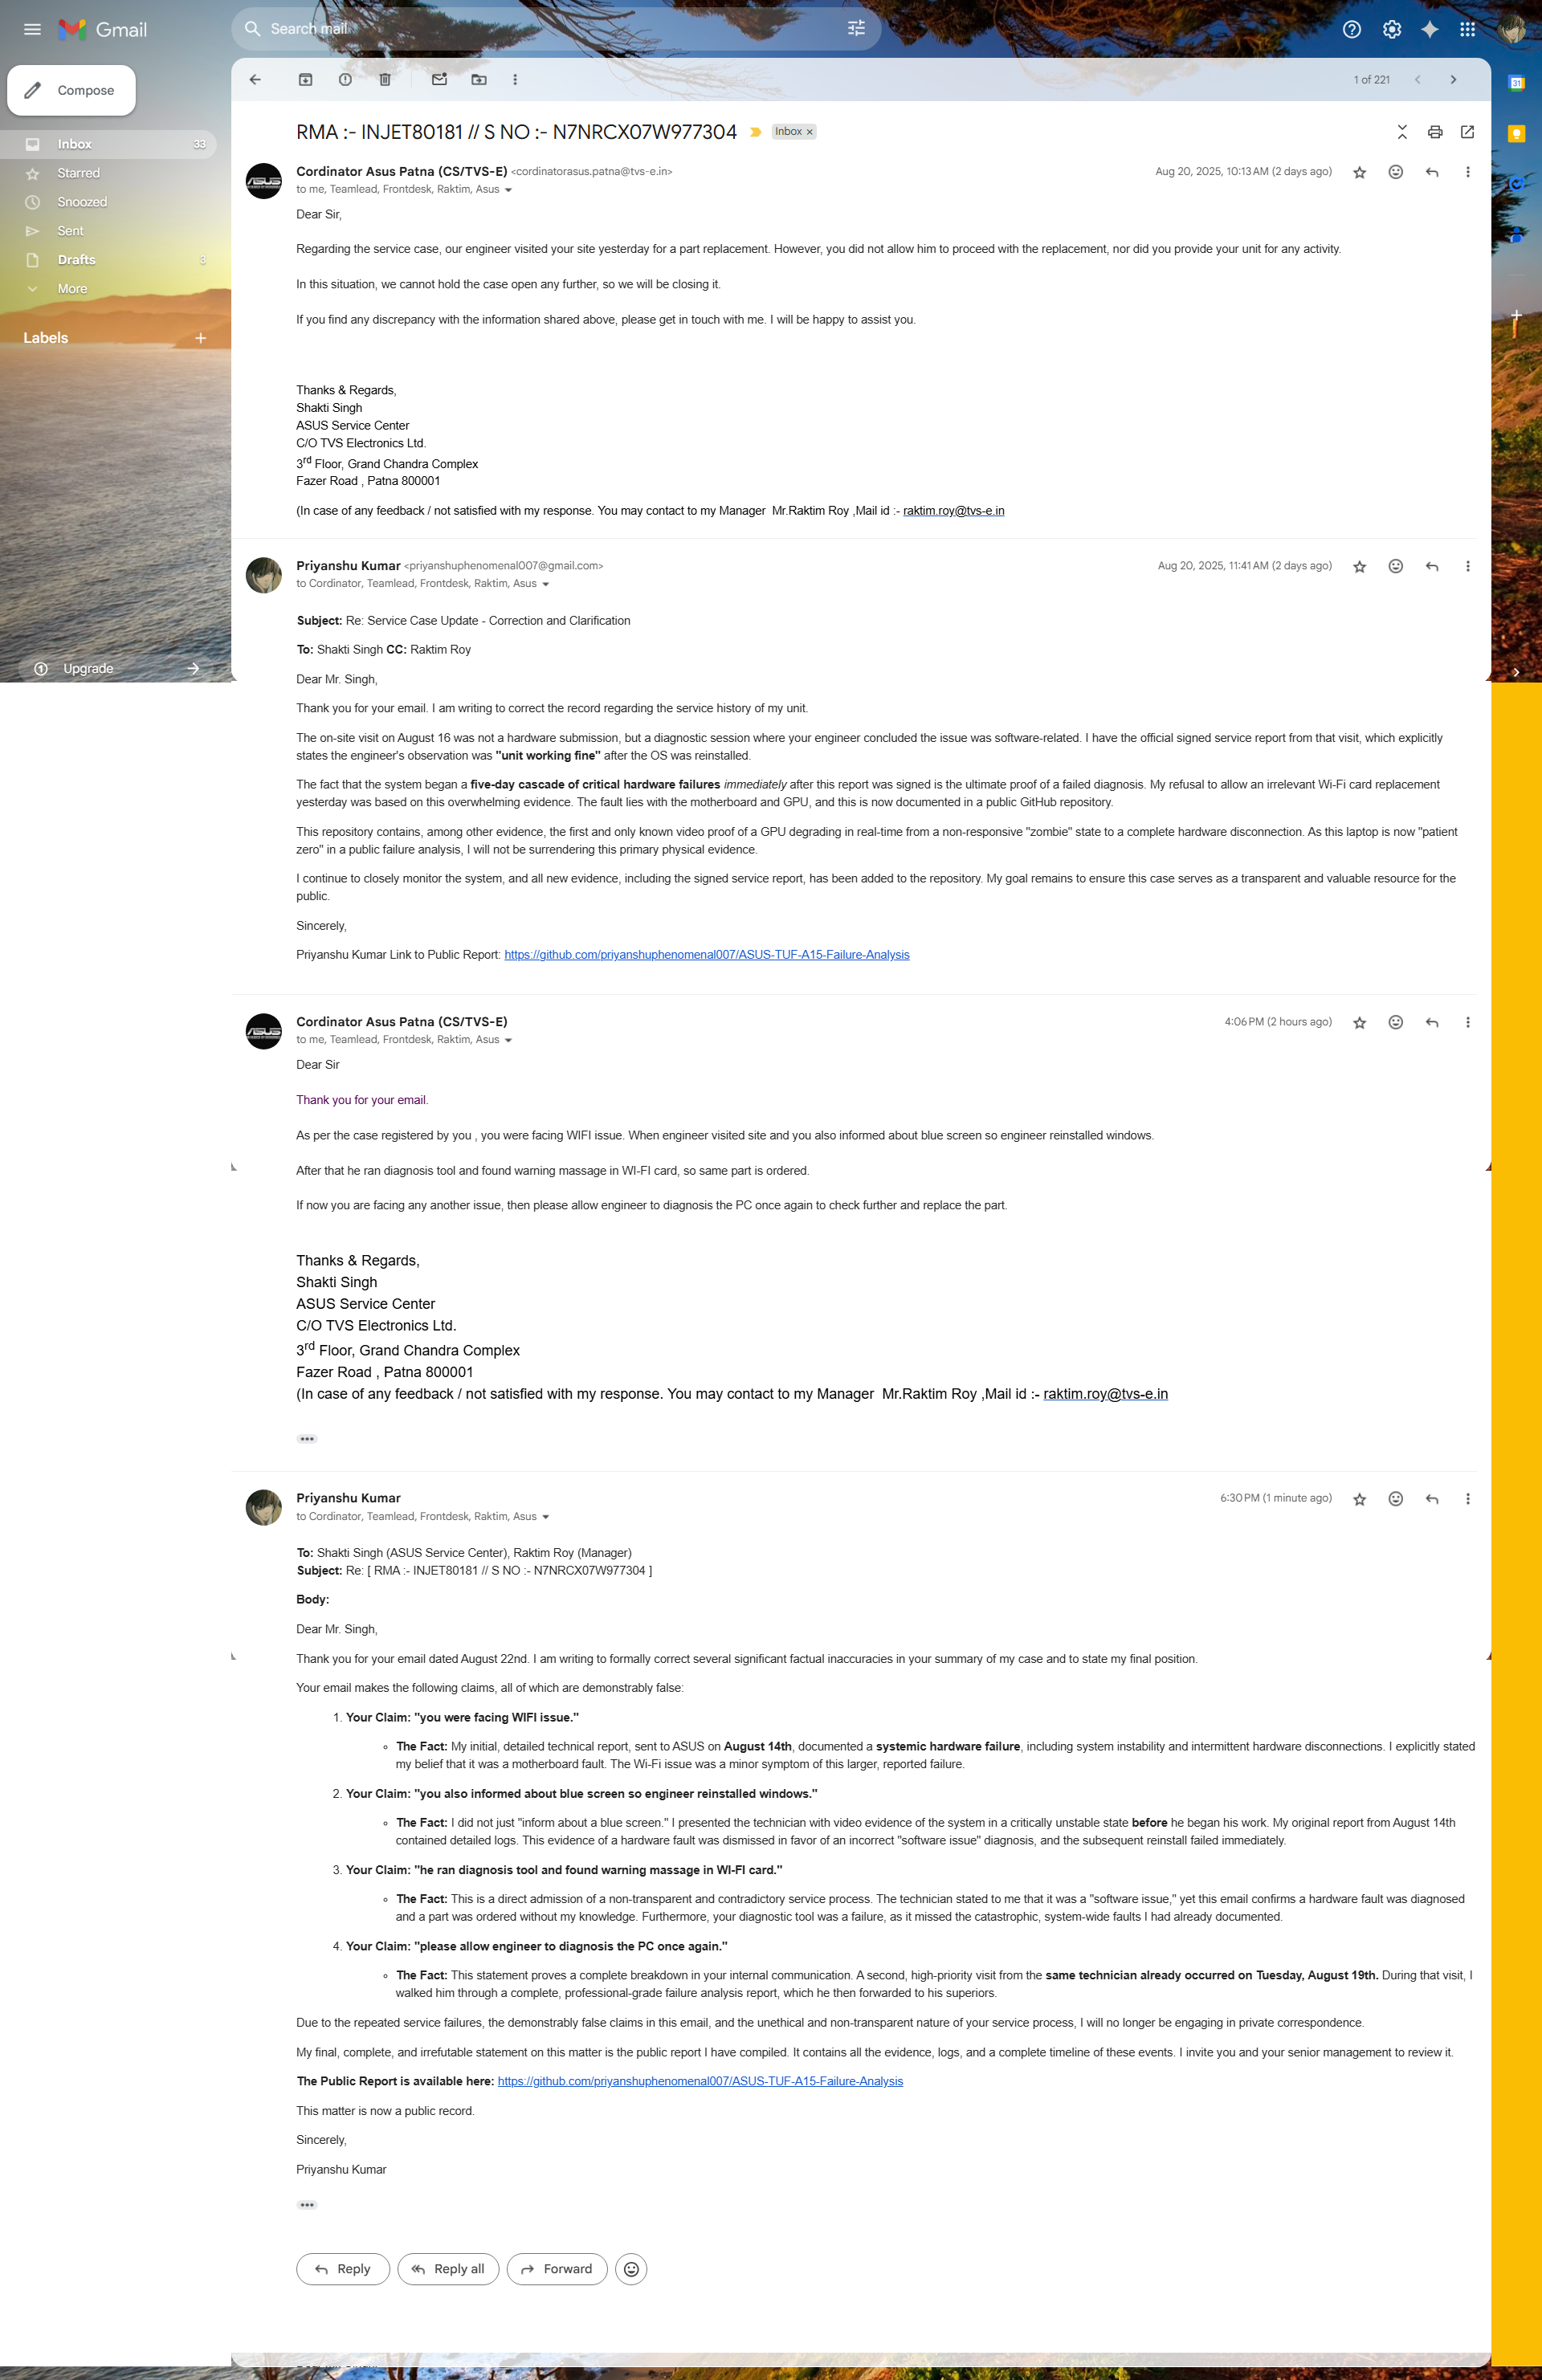 Gmail
Search mail
Compose
Inbox 33
Starred
Snoozed
Sent
Drafts 3
More
Labels
Upgrade
1 of 221
31
RMA :- INJET80181 // S NO :- N7NRCX07W977304
Inbox ×
ASUS
Cordinator Asus Patna (CS/TVS-E) <cordinatorasus.patna@tvs-e.in>
Aug 20, 2025, 10:13 AM (2 days ago)
to me, Teamlead, Frontdesk, Raktim, Asus
Dear Sir,
Regarding the service case, our engineer visited your site yesterday for a part replacement. However, you did not allow him to proceed with the replacement, nor did you provide your unit for any activity.
In this situation, we cannot hold the case open any further, so we will be closing it.
If you find any discrepancy with the information shared above, please get in touch with me. I will be happy to assist you.
Thanks & Regards,
Shakti Singh
ASUS Service Center
C/O TVS Electronics Ltd.
3rd Floor, Grand Chandra Complex
Fazer Road , Patna 800001
(In case of any feedback / not satisfied with my response. You may contact to my Manager  Mr.Raktim Roy ,Mail id :- raktim.roy@tvs-e.in
Priyanshu Kumar <priyanshuphenomenal007@gmail.com>
Aug 20, 2025, 11:41 AM (2 days ago)
to Cordinator, Teamlead, Frontdesk, Raktim, Asus
Subject: Re: Service Case Update - Correction and Clarification
To: Shakti Singh CC: Raktim Roy
Dear Mr. Singh,
Thank you for your email. I am writing to correct the record regarding the service history of my unit.
The on-site visit on August 16 was not a hardware submission, but a diagnostic session where your engineer concluded the issue was software-related. I have the official signed service report from that visit, which explicitly
states the engineer's observation was "unit working fine" after the OS was reinstalled.
The fact that the system began a five-day cascade of critical hardware failures immediately after this report was signed is the ultimate proof of a failed diagnosis. My refusal to allow an irrelevant Wi-Fi card replacement
yesterday was based on this overwhelming evidence. The fault lies with the motherboard and GPU, and this is now documented in a public GitHub repository.
This repository contains, among other evidence, the first and only known video proof of a GPU degrading in real-time from a non-responsive "zombie" state to a complete hardware disconnection. As this laptop is now "patient
zero" in a public failure analysis, I will not be surrendering this primary physical evidence.
I continue to closely monitor the system, and all new evidence, including the signed service report, has been added to the repository. My goal remains to ensure this case serves as a transparent and valuable resource for the
public.
Sincerely,
Priyanshu Kumar Link to Public Report: https://github.com/priyanshuphenomenal007/ASUS-TUF-A15-Failure-Analysis
ASUS
Cordinator Asus Patna (CS/TVS-E)
4:06 PM (2 hours ago)
to me, Teamlead, Frontdesk, Raktim, Asus
Dear Sir
Thank you for your email.
As per the case registered by you , you were facing WIFI issue. When engineer visited site and you also informed about blue screen so engineer reinstalled windows.
After that he ran diagnosis tool and found warning massage in WI-FI card, so same part is ordered.
If now you are facing any another issue, then please allow engineer to diagnosis the PC once again to check further and replace the part.
Thanks & Regards,
Shakti Singh
ASUS Service Center
C/O TVS Electronics Ltd.
3rd Floor, Grand Chandra Complex
Fazer Road , Patna 800001
(In case of any feedback / not satisfied with my response. You may contact to my Manager  Mr.Raktim Roy ,Mail id :- raktim.roy@tvs-e.in
Priyanshu Kumar
6:30 PM (1 minute ago)
to Cordinator, Teamlead, Frontdesk, Raktim, Asus
To: Shakti Singh (ASUS Service Center), Raktim Roy (Manager)
Subject: Re: [ RMA :- INJET80181 // S NO :- N7NRCX07W977304 ]
Body:
Dear Mr. Singh,
Thank you for your email dated August 22nd. I am writing to formally correct several significant factual inaccuracies in your summary of my case and to state my final position.
Your email makes the following claims, all of which are demonstrably false:
1. Your Claim: "you were facing WIFI issue."
The Fact: My initial, detailed technical report, sent to ASUS on August 14th, documented a systemic hardware failure, including system instability and intermittent hardware disconnections. I explicitly stated
my belief that it was a motherboard fault. The Wi-Fi issue was a minor symptom of this larger, reported failure.
2. Your Claim: "you also informed about blue screen so engineer reinstalled windows."
The Fact: I did not just "inform about a blue screen." I presented the technician with video evidence of the system in a critically unstable state before he began his work. My original report from August 14th
contained detailed logs. This evidence of a hardware fault was dismissed in favor of an incorrect "software issue" diagnosis, and the subsequent reinstall failed immediately.
3. Your Claim: "he ran diagnosis tool and found warning massage in WI-FI card."
The Fact: This is a direct admission of a non-transparent and contradictory service process. The technician stated to me that it was a "software issue," yet this email confirms a hardware fault was diagnosed
and a part was ordered without my knowledge. Furthermore, your diagnostic tool was a failure, as it missed the catastrophic, system-wide faults I had already documented.
4. Your Claim: "please allow engineer to diagnosis the PC once again."
The Fact: This statement proves a complete breakdown in your internal communication. A second, high-priority visit from the same technician already occurred on Tuesday, August 19th. During that visit, I
walked him through a complete, professional-grade failure analysis report, which he then forwarded to his superiors.
Due to the repeated service failures, the demonstrably false claims in this email, and the unethical and non-transparent nature of your service process, I will no longer be engaging in private correspondence.
My final, complete, and irrefutable statement on this matter is the public report I have compiled. It contains all the evidence, logs, and a complete timeline of these events. I invite you and your senior management to review it.
The Public Report is available here: https://github.com/priyanshuphenomenal007/ASUS-TUF-A15-Failure-Analysis
This matter is now a public record.
Sincerely,
Priyanshu Kumar
Reply
Reply all
Forward